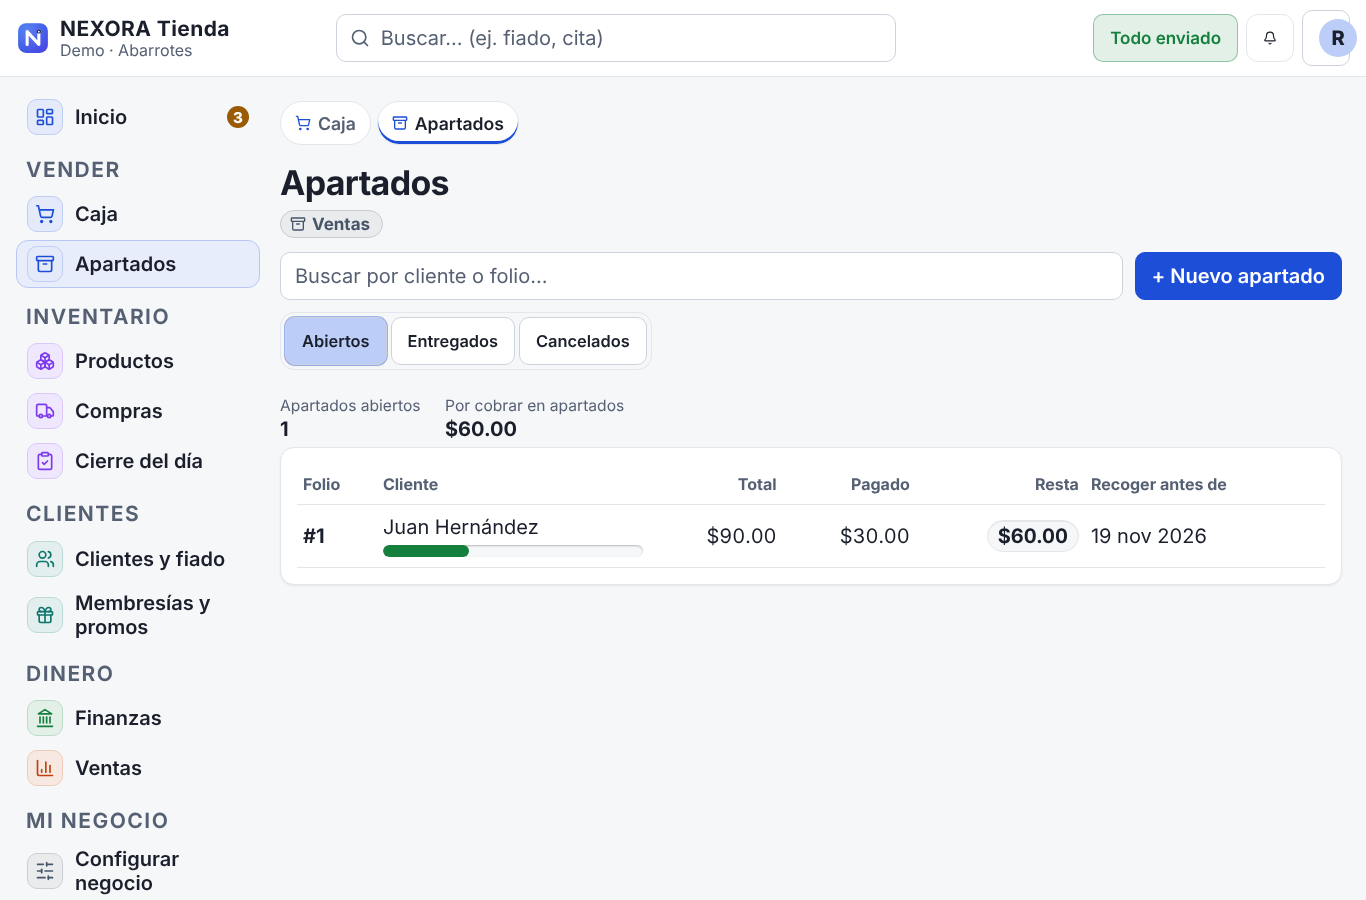 NEXORA Tienda
Demo · Abarrotes
Buscar... (ej. fiado, cita)
Todo enviado
R
Inicio
3
VENDER
Caja
Apartados
INVENTARIO
Productos
Compras
Cierre del día
CLIENTES
Clientes y fiado
Membresías y
promos
DINERO
Finanzas
Ventas
MI NEGOCIO
Configurar
negocio
Caja
Apartados
Apartados
Ventas
Buscar por cliente o folio...
+ Nuevo apartado
Abiertos
Entregados
Cancelados
Apartados abiertos
1
Por cobrar en apartados
$60.00
Folio Cliente Total Pagado Resta Recoger antes de
#1 Juan Hernández $90.00 $30.00 $60.00 19 nov 2026